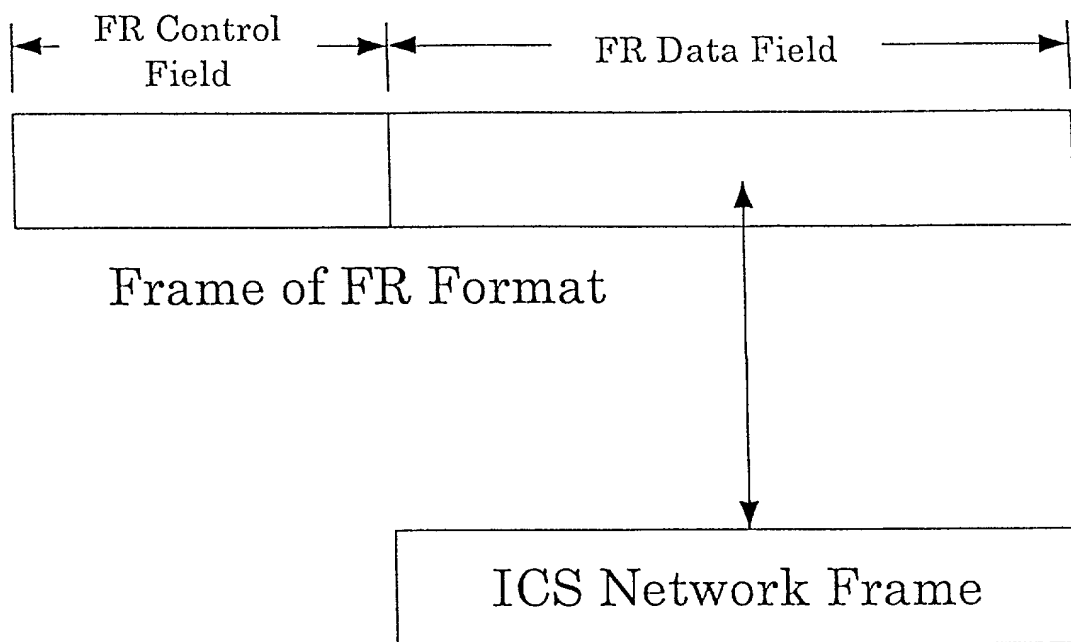 FR Control
Field
FR Data Field
Frame of FR Format
ICS Network Frame